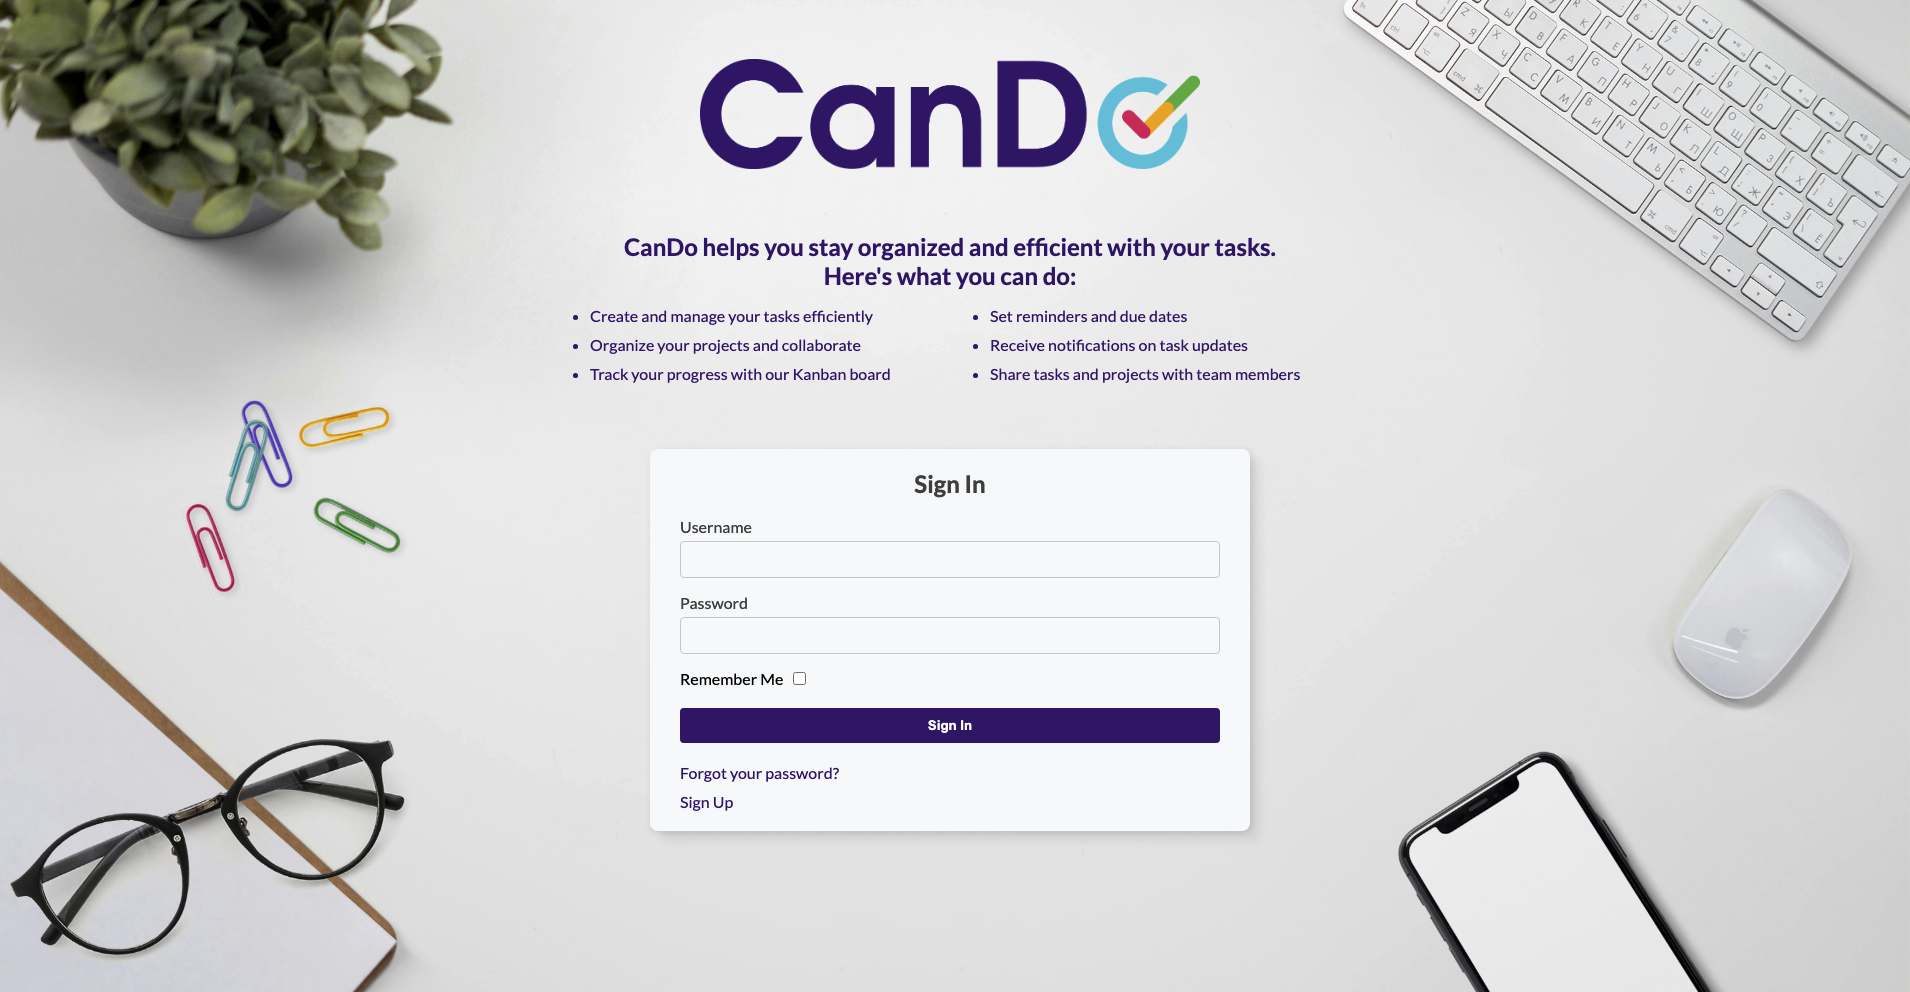 CanDo
CanDo helps you stay organized and efficient with your tasks.
Here's what you can do:
Create and manage your tasks efficiently
Organize your projects and collaborate
Track your progress with our Kanban board
Set reminders and due dates
Receive notifications on task updates
Share tasks and projects with team members
Sign In
Username
Password
Remember Me
Sign In
Forgot your password?
Sign Up